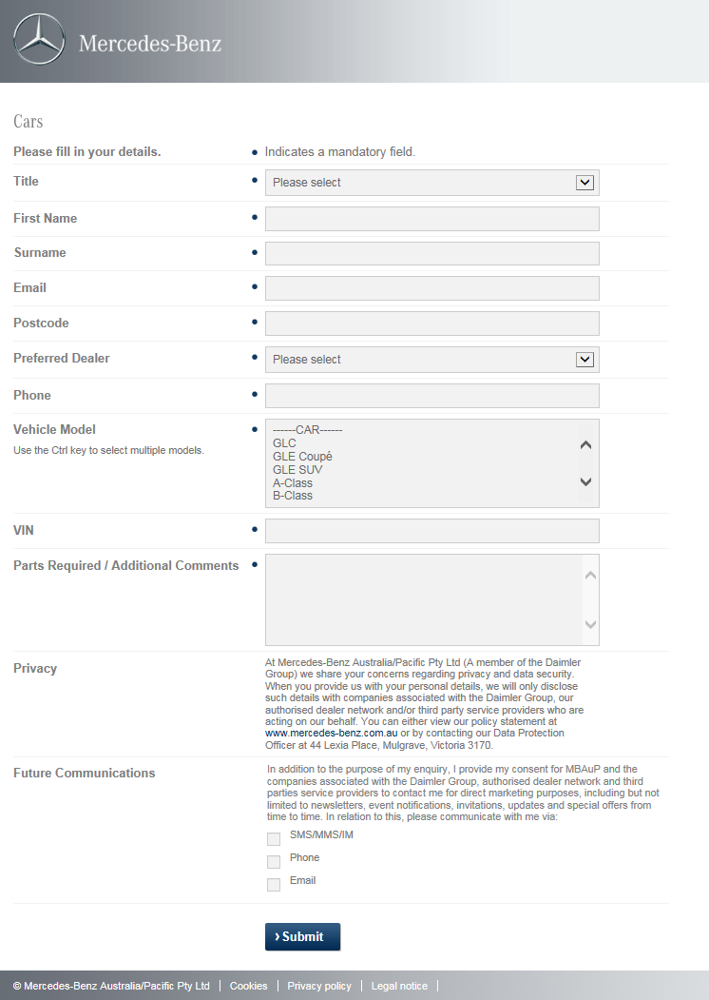 Mercedes-Benz
Cars
Please fill in your details. • Indicates a mandatory field.
Title • Please select
First Name •
Surname •
Email •
Postcode •
Preferred Dealer • Please select
Phone •
Vehicle Model • ------CAR------
GLC
Use the Ctrl key to select multiple models.
GLE Coupé
GLE SUV
A-Class
B-Class
VIN •
Parts Required / Additional Comments •
Privacy
At Mercedes-Benz Australia/Pacific Pty Ltd (A member of the Daimler
Group) we share your concerns regarding privacy and data security.
When you provide us with your personal details, we will only disclose
such details with companies associated with the Daimler Group, our
authorised dealer network and/or third party service providers who are
acting on our behalf. You can either view our policy statement at
www.mercedes-benz.com.au or by contacting our Data Protection
Officer at 44 Lexia Place, Mulgrave, Victoria 3170.
Future Communications
In addition to the purpose of my enquiry, I provide my consent for MBAuP and the
companies associated with the Daimler Group, authorised dealer network and third
parties service providers to contact me for direct marketing purposes, including but not
limited to newsletters, event notifications, invitations, updates and special offers from
time to time. In relation to this, please communicate with me via:
SMS/MMS/IM
Phone
Email
› Submit
© Mercedes-Benz Australia/Pacific Pty Ltd | Cookies | Privacy policy | Legal notice |